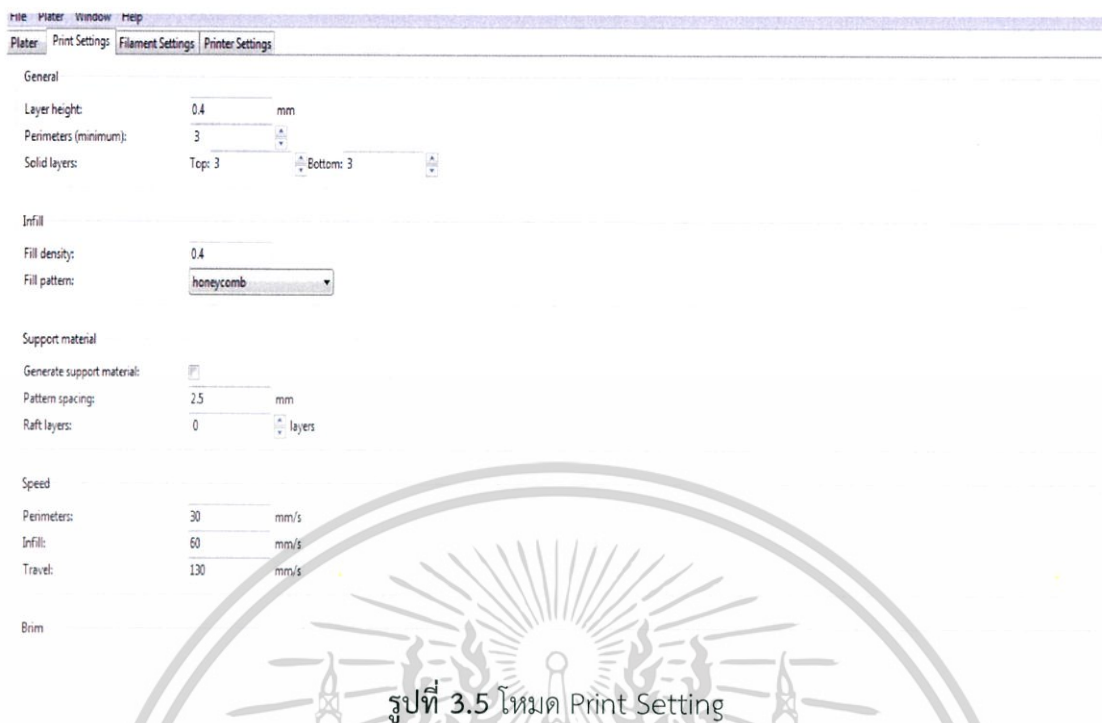 File Plater Window Help
Plater Print Settings Filament Settings Printer Settings
General
Layer height: 0.4 mm
Perimeters (minimum): 3
Solid layers: Top: 3 Bottom: 3
Infill
Fill density: 0.4
Fill pattern: honeycomb
Support material
Generate support material:
Pattern spacing: 2.5 mm
Raft layers: 0 layers
Speed
Perimeters: 30 mm/s
Infill: 60 mm/s
Travel: 130 mm/s
Brim
รูปที่ 3.5 โหมด Print Setting